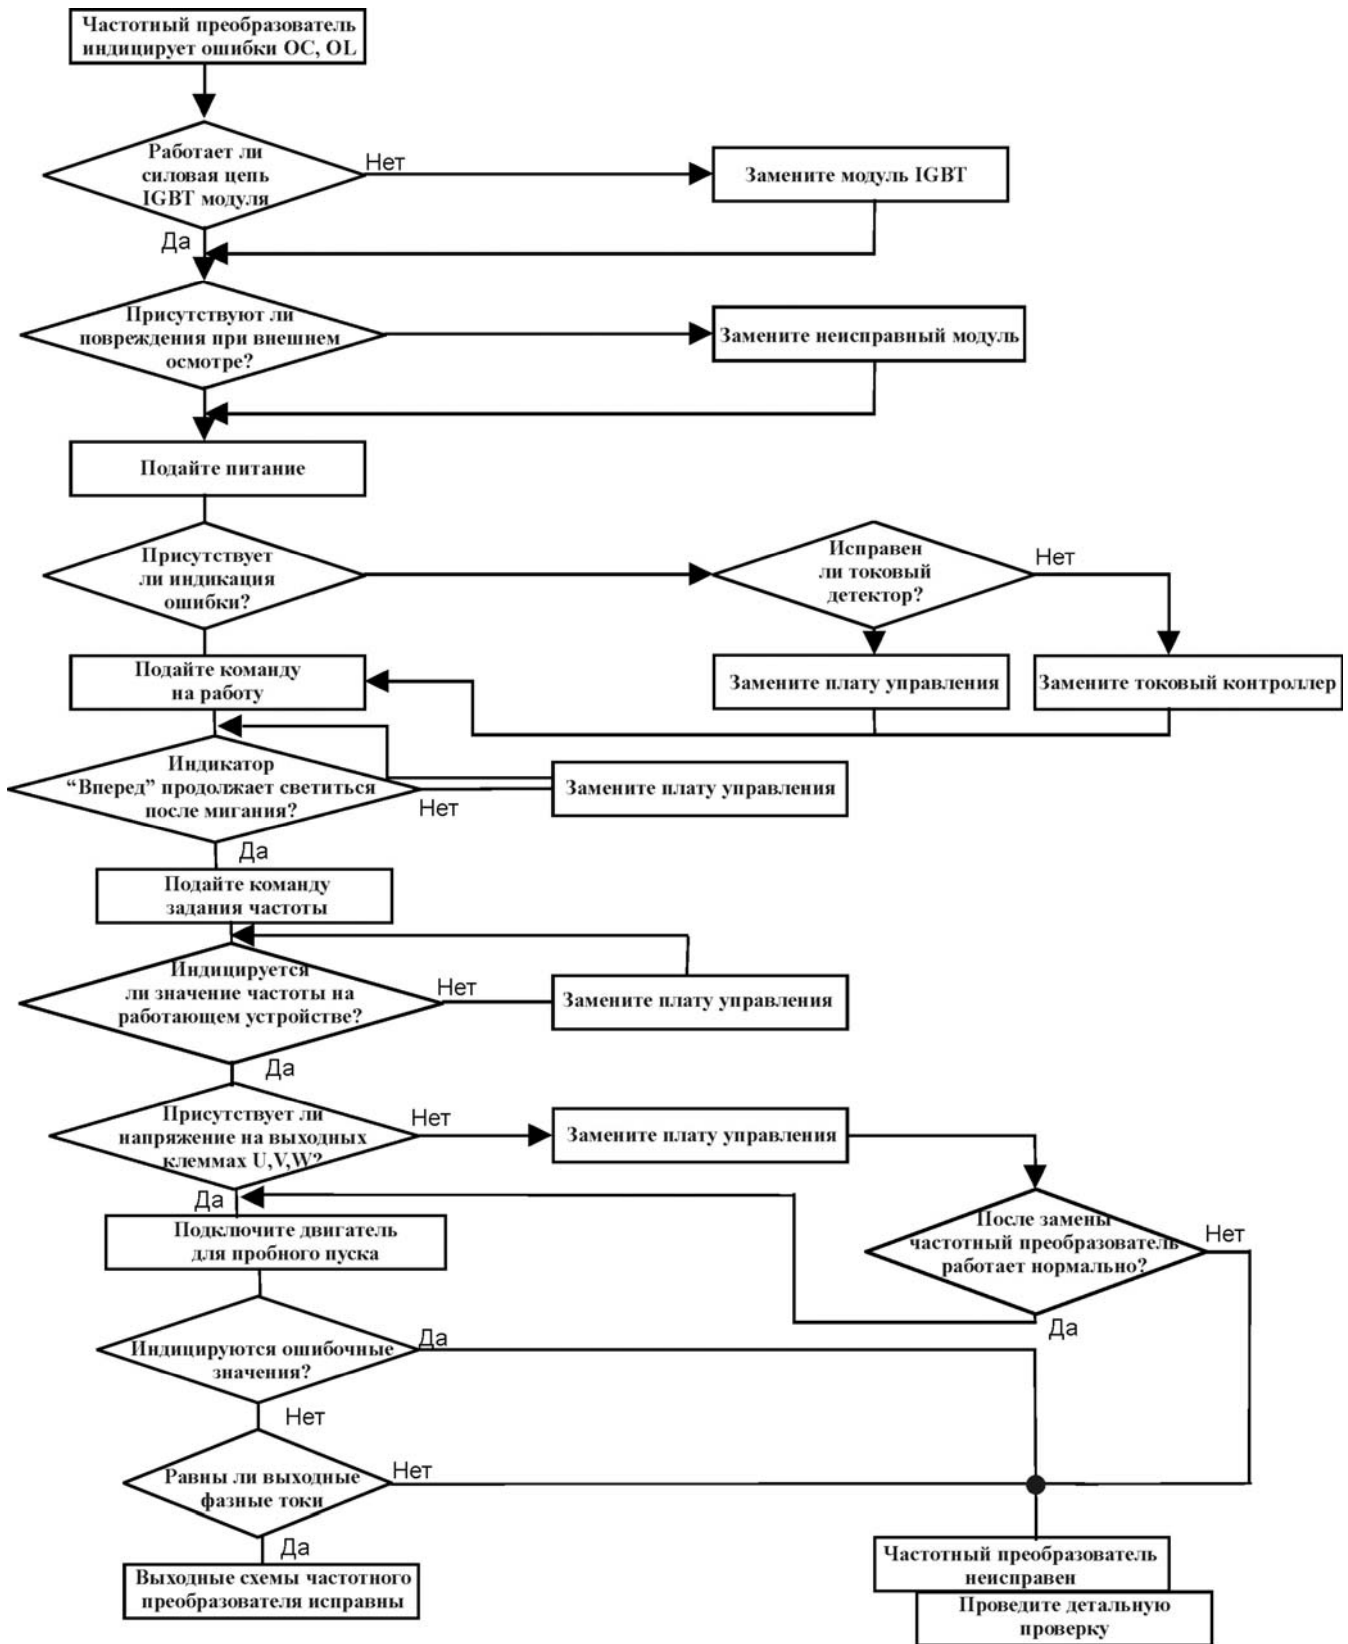 Частотный преобразователь
индицирует ошибки OC, OL
Работает ли
силовая цепь
IGBT модуля
Нет
Замените модуль IGBT
Да
Присутствуют ли
повреждения при внешнем
осмотре?
Замените неисправный модуль
Подайте питание
Присутствует
ли индикация
ошибки?
Исправен
ли токовый
детектор?
Нет
Подайте команду
на работу
Замените плату управления
Замените токовый контроллер
Индикатор
“Вперед” продолжает светиться
после мигания?
Нет
Замените плату управления
Да
Подайте команду
задания частоты
Индицируется
ли значение частоты на
работающем устройстве?
Нет
Замените плату управления
Да
Присутствует ли
напряжение на выходных
клеммах U,V,W?
Нет
Замените плату управления
Да
После замены
частотный преобразователь
работает нормально?
Нет
Да
Подключите двигатель
для пробного пуска
Индицируются ошибочные
значения?
Да
Нет
Равны ли выходные
фазные токи
Нет
Да
Выходные схемы частотного
преобразователя исправны
Частотный преобразователь
неисправен
Проведите детальную
проверку